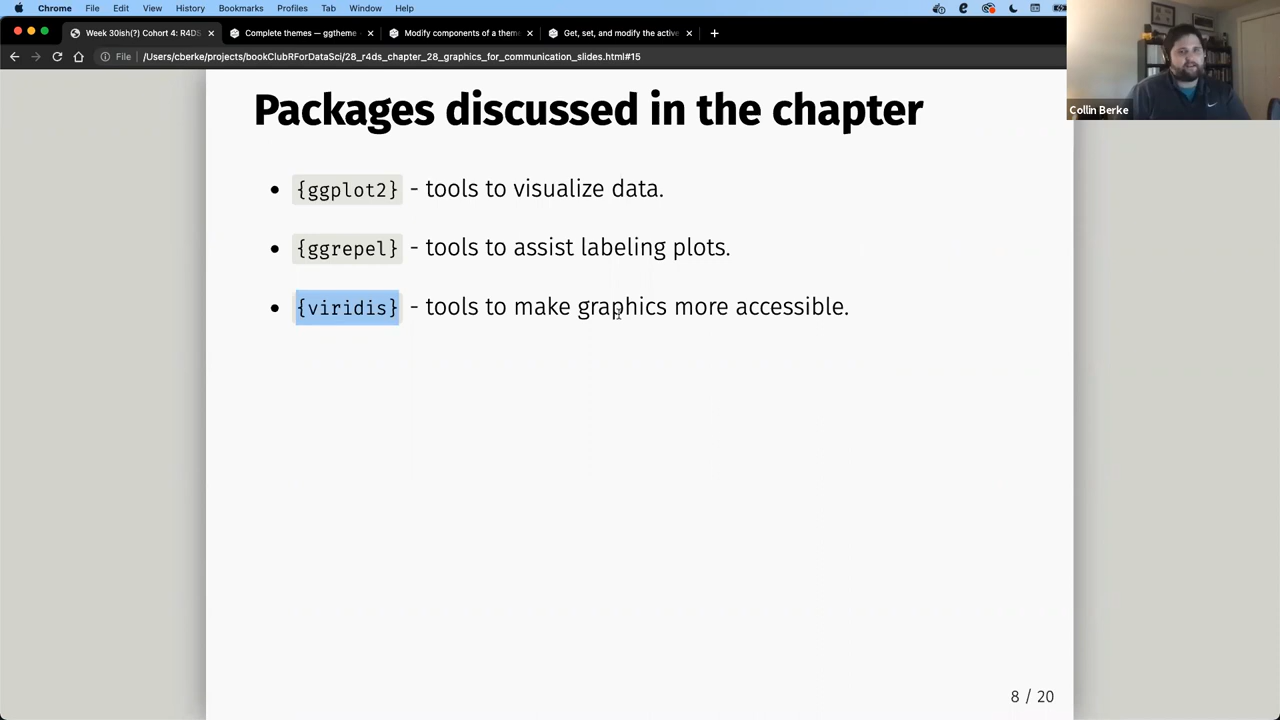 Chrome File Edit View History Bookmarks Profiles Tab Window Help
Week 30ish(?) Cohort 4: R4DS
Complete themes — ggtheme
Modify components of a them
Get, set, and modify the active
File /Users/cberke/projects/bookClubRForDataSci/28_r4ds_chapter_28_graphics_for_communication_slides.html#15
Collin Berke
Packages discussed in the chapter
• {ggplot2} - tools to visualize data.
• {ggrepel} - tools to assist labeling plots.
• {viridis} - tools to make graphics more accessible.
8 / 20